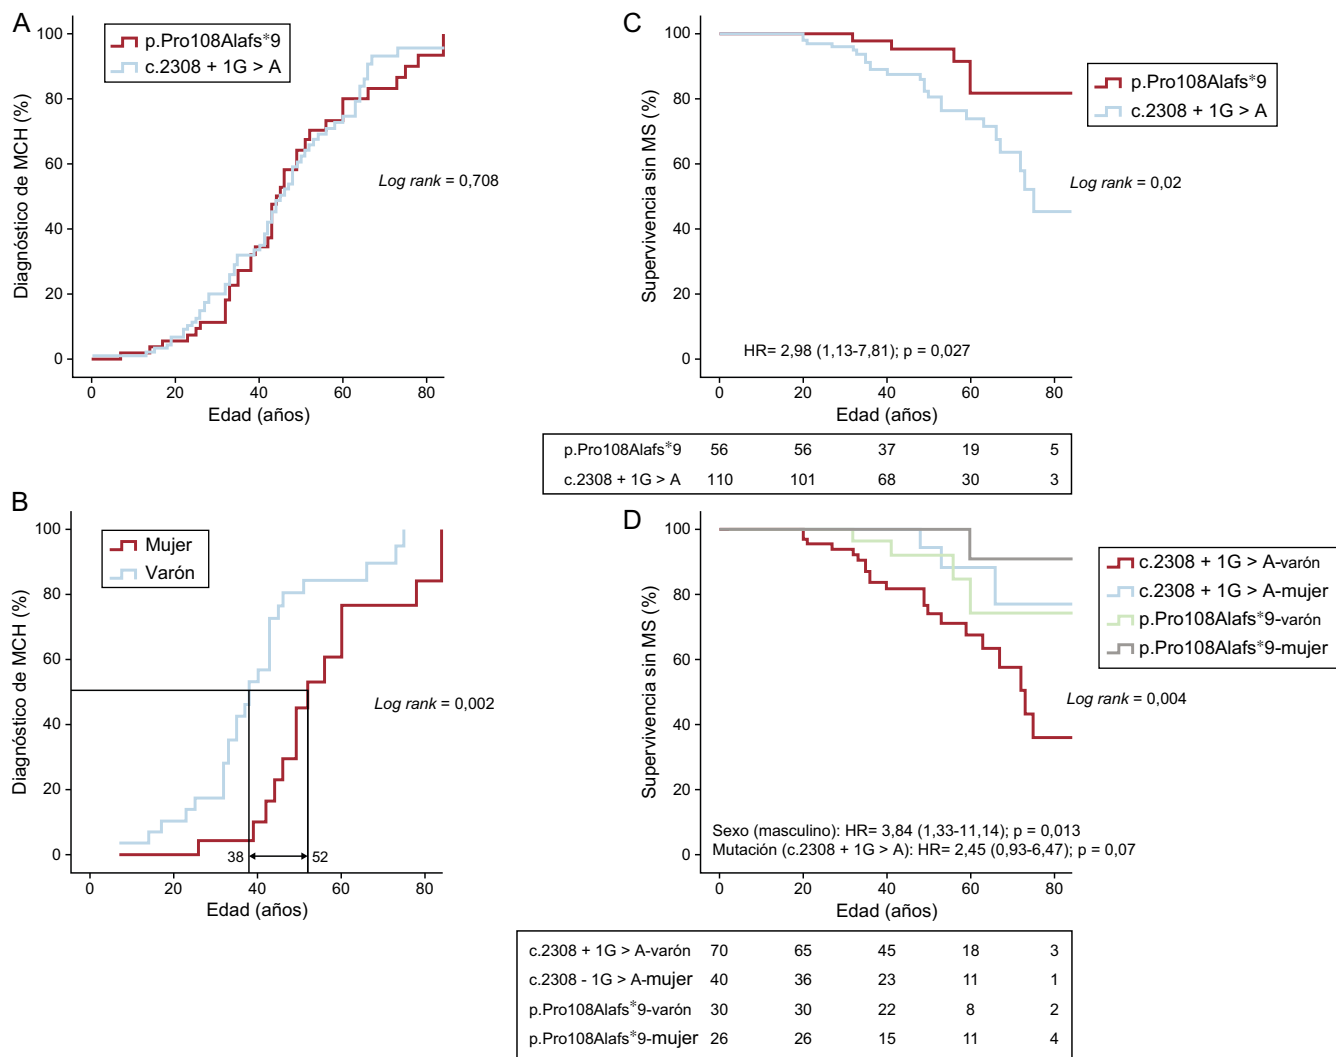 A
Diagnóstico de MCH (%)
100
80
60
40
20
0
p.Pro108Alafs*9
c.2308 + 1G > A
Log rank = 0,708
0 20 40 60 80
Edad (años)
C
Supervivencia sin MS (%)
100
80
60
40
20
0
p.Pro108Alafs*9
c.2308 + 1G > A
Log rank = 0,02
HR= 2,98 (1,13-7,81); p = 0,027
0 20 40 60 80
Edad (años)
p.Pro108Alafs*9 56 56 37 19 5
c.2308 + 1G > A 110 101 68 30 3
B
Diagnóstico de MCH (%)
100
80
60
40
20
0
Mujer
Varón
Log rank = 0,002
38 52
0 20 40 60 80
Edad (años)
D
Supervivencia sin MS (%)
100
80
60
40
20
0
c.2308 + 1G > A-varón
c.2308 + 1G > A-mujer
p.Pro108Alafs*9-varón
p.Pro108Alafs*9-mujer
Log rank = 0,004
Sexo (masculino): HR= 3,84 (1,33-11,14); p = 0,013
Mutación (c.2308 + 1G > A): HR= 2,45 (0,93-6,47); p = 0,07
0 20 40 60 80
Edad (años)
c.2308 + 1G > A-varón 70 65 45 18 3
c.2308 - 1G > A-mujer 40 36 23 11 1
p.Pro108Alafs*9-varón 30 30 22 8 2
p.Pro108Alafs*9-mujer 26 26 15 11 4